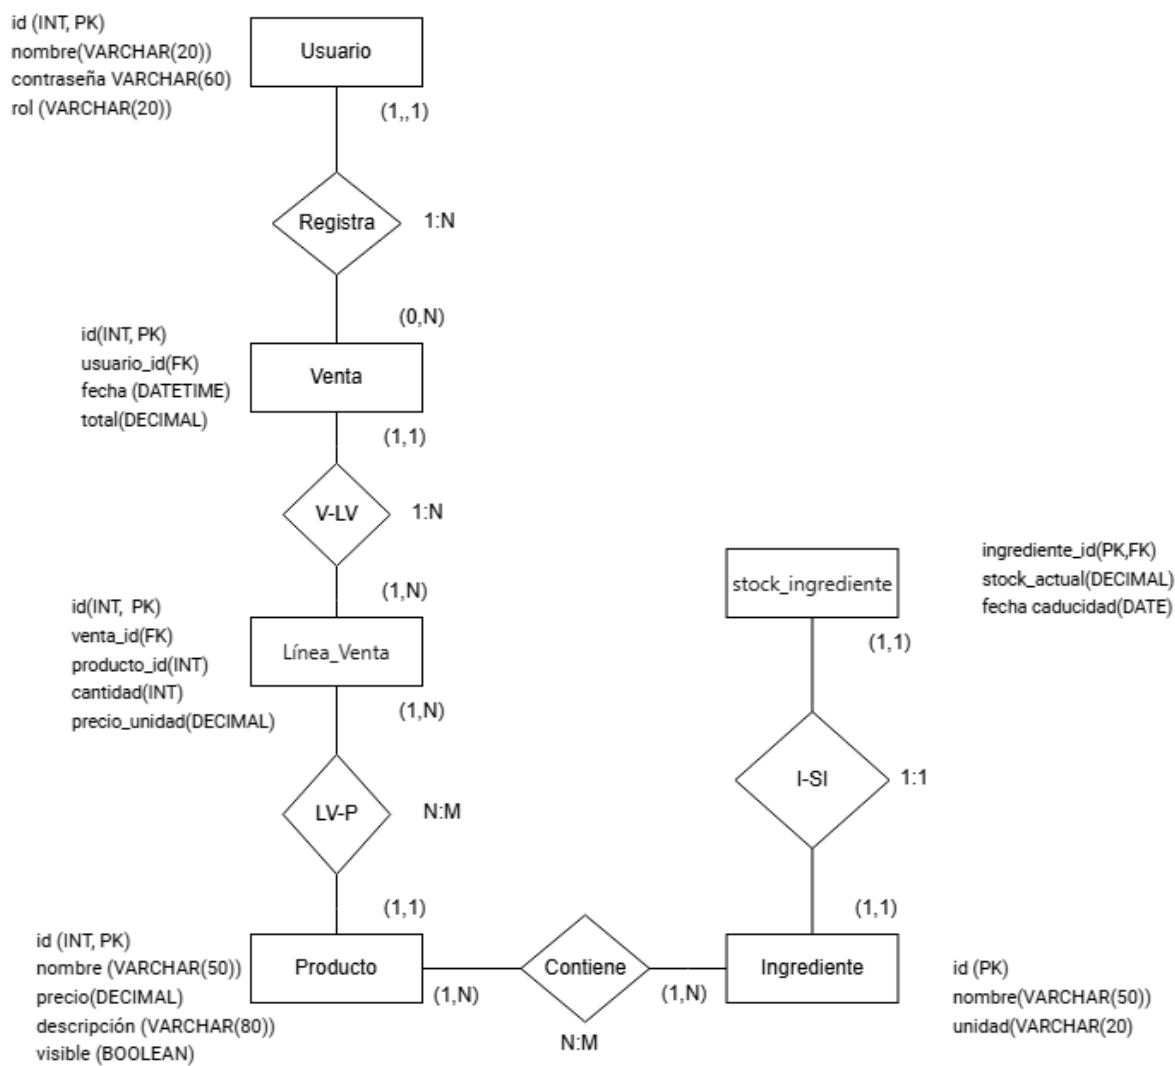 id (INT, PK)
nombre(VARCHAR(20))
contraseña VARCHAR(60)
rol (VARCHAR(20))
Usuario
(1,,1)
Registra
1:N
(0,N)
id(INT, PK)
usuario_id(FK)
fecha (DATETIME)
total(DECIMAL)
Venta
(1,1)
V-LV
1:N
(1,N)
id(INT, PK)
venta_id(FK)
producto_id(INT)
cantidad(INT)
precio_unidad(DECIMAL)
Línea_Venta
(1,N)
LV-P
N:M
(1,1)
id (INT, PK)
nombre (VARCHAR(50))
precio(DECIMAL)
descripción (VARCHAR(80))
visible (BOOLEAN)
Producto
(1,N)
Contiene
N:M
(1,N)
Ingrediente
id (PK)
nombre(VARCHAR(50))
unidad(VARCHAR(20)
(1,1)
I-SI
1:1
(1,1)
stock_ingrediente
ingrediente_id(PK,FK)
stock_actual(DECIMAL)
fecha caducidad(DATE)